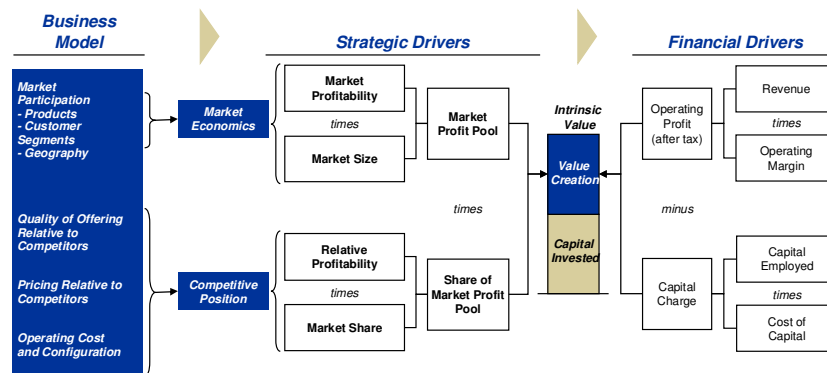 Business
Model
Strategic Drivers
Financial Drivers
Market
Participation
- Products
- Customer
Segments
- Geography
Quality of Offering
Relative to
Competitors
Pricing Relative to
Competitors
Operating Cost
and Configuration
Market
Economics
Competitive
Position
Market
Profitability
times
Market Size
Market
Profit Pool
times
Relative
Profitability
times
Market Share
Share of
Market Profit
Pool
Intrinsic
Value
Value
Creation
Capital
Invested
Operating
Profit
(after tax)
minus
Capital
Charge
Revenue
times
Operating
Margin
Capital
Employed
times
Cost of
Capital